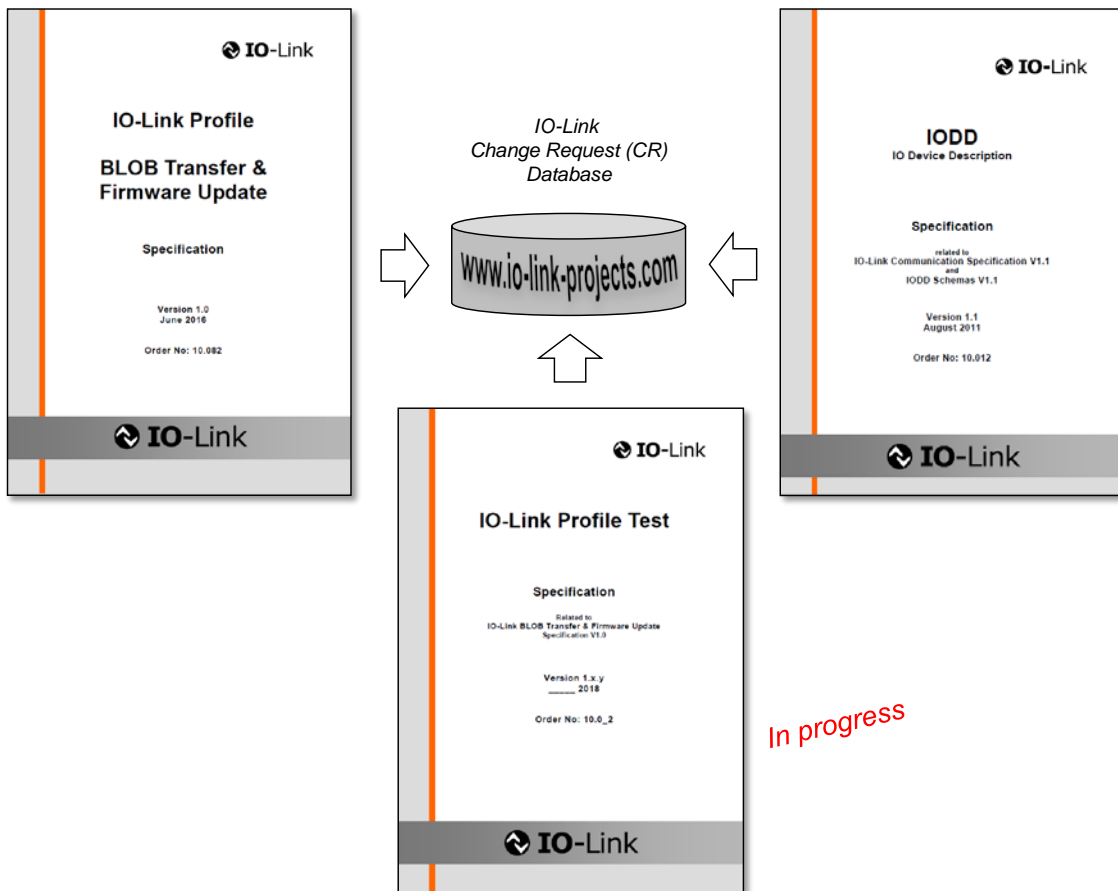 IO-Link
IO-Link Profile
BLOB Transfer &
Firmware Update
Specification
Version 1.0
June 2016
Order No: 10.082
IO-Link
IO-Link
Change Request (CR)
Database
www.io-link-projects.com
IO-Link
IODD
IO Device Description
Specification
related to
IO-Link Communication Specification V1.1
and
IODD Schemas V1.1
Version 1.1
August 2011
Order No: 10.012
IO-Link
IO-Link
IO-Link Profile Test
Specification
Related to
IO-Link BLOB Transfer & Firmware Update
Specification V1.0
Version 1.x.y
_____ 2018
Order No: 10.0_2
IO-Link
In progress